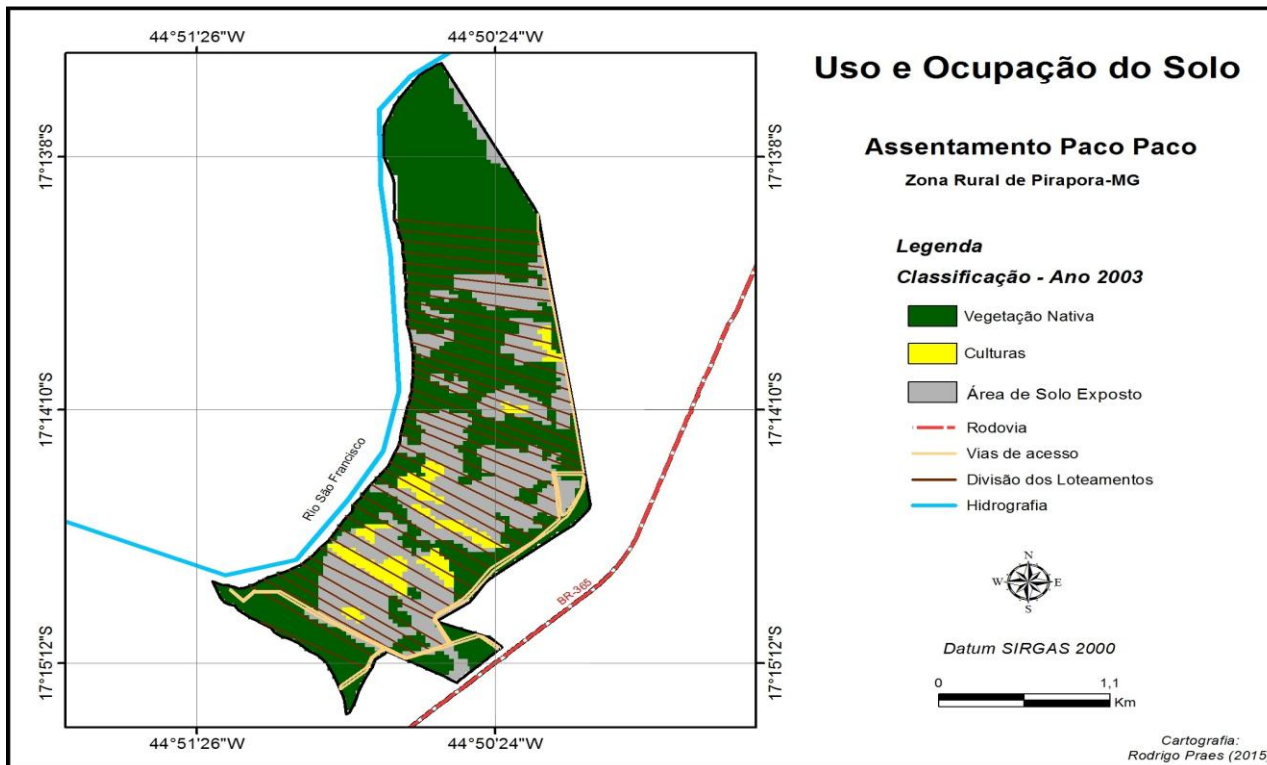 44°51'26"W
44°50'24"W
17°13'8"S
17°13'8"S
17°14'10"S
17°14'10"S
17°15'12"S
17°15'12"S
44°51'26"W
44°50'24"W
Rio São Francisco
BR-365
Uso e Ocupação do Solo
Assentamento Paco Paco
Zona Rural de Pirapora-MG
Legenda
Classificação - Ano 2003
Vegetação Nativa
Culturas
Área de Solo Exposto
Rodovia
Vias de acesso
Divisão dos Loteamentos
Hidrografia
N
W
E
S
Datum SIRGAS 2000
0
1,1
Km
Cartografia:
Rodrigo Praes (2015)